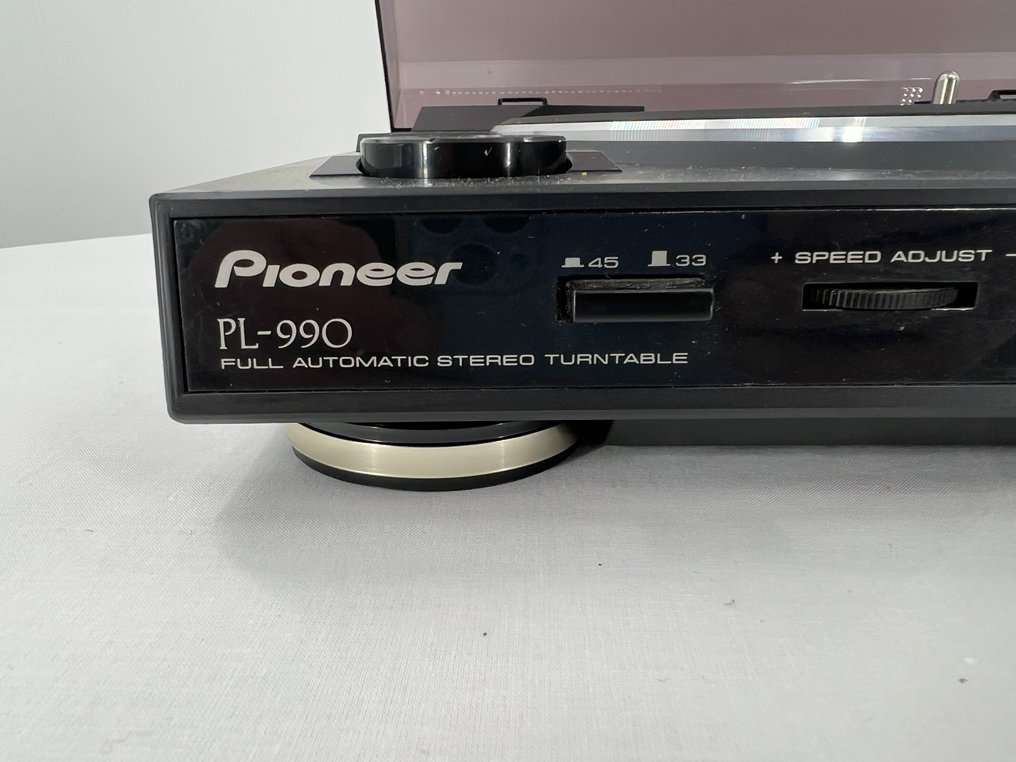 Pioneer
PL-990
FULL AUTOMATIC STEREO TURNTABLE
45 33
+ SPEED ADJUST -